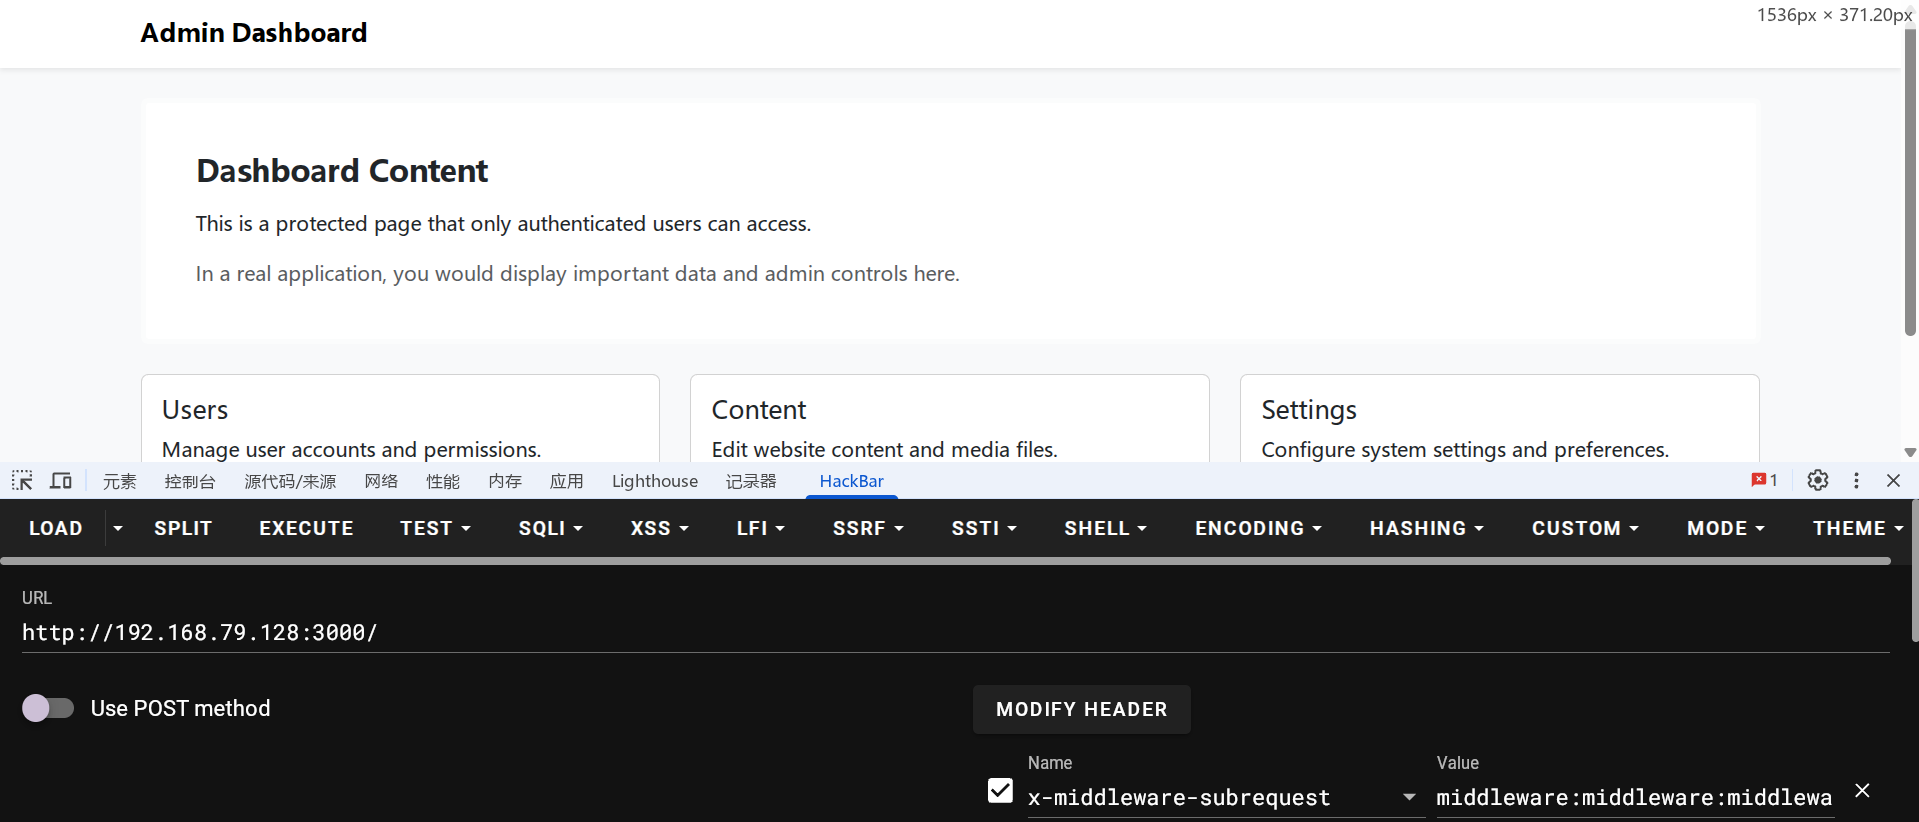 Admin Dashboard
1536px × 371.20px
Dashboard Content
This is a protected page that only authenticated users can access.
In a real application, you would display important data and admin controls here.
Users
Manage user accounts and permissions.
Content
Edit website content and media files.
Settings
Configure system settings and preferences.
元素 控制台 源代码/来源 网络 性能 内存 应用 Lighthouse 记录器 HackBar 1
LOAD SPLIT EXECUTE TEST SQLI XSS LFI SSRF SSTI SHELL ENCODING HASHING CUSTOM MODE THEME
URL
http://192.168.79.128:3000/
Use POST method
MODIFY HEADER
Name
x-middleware-subrequest
Value
middleware:middleware:middlewa